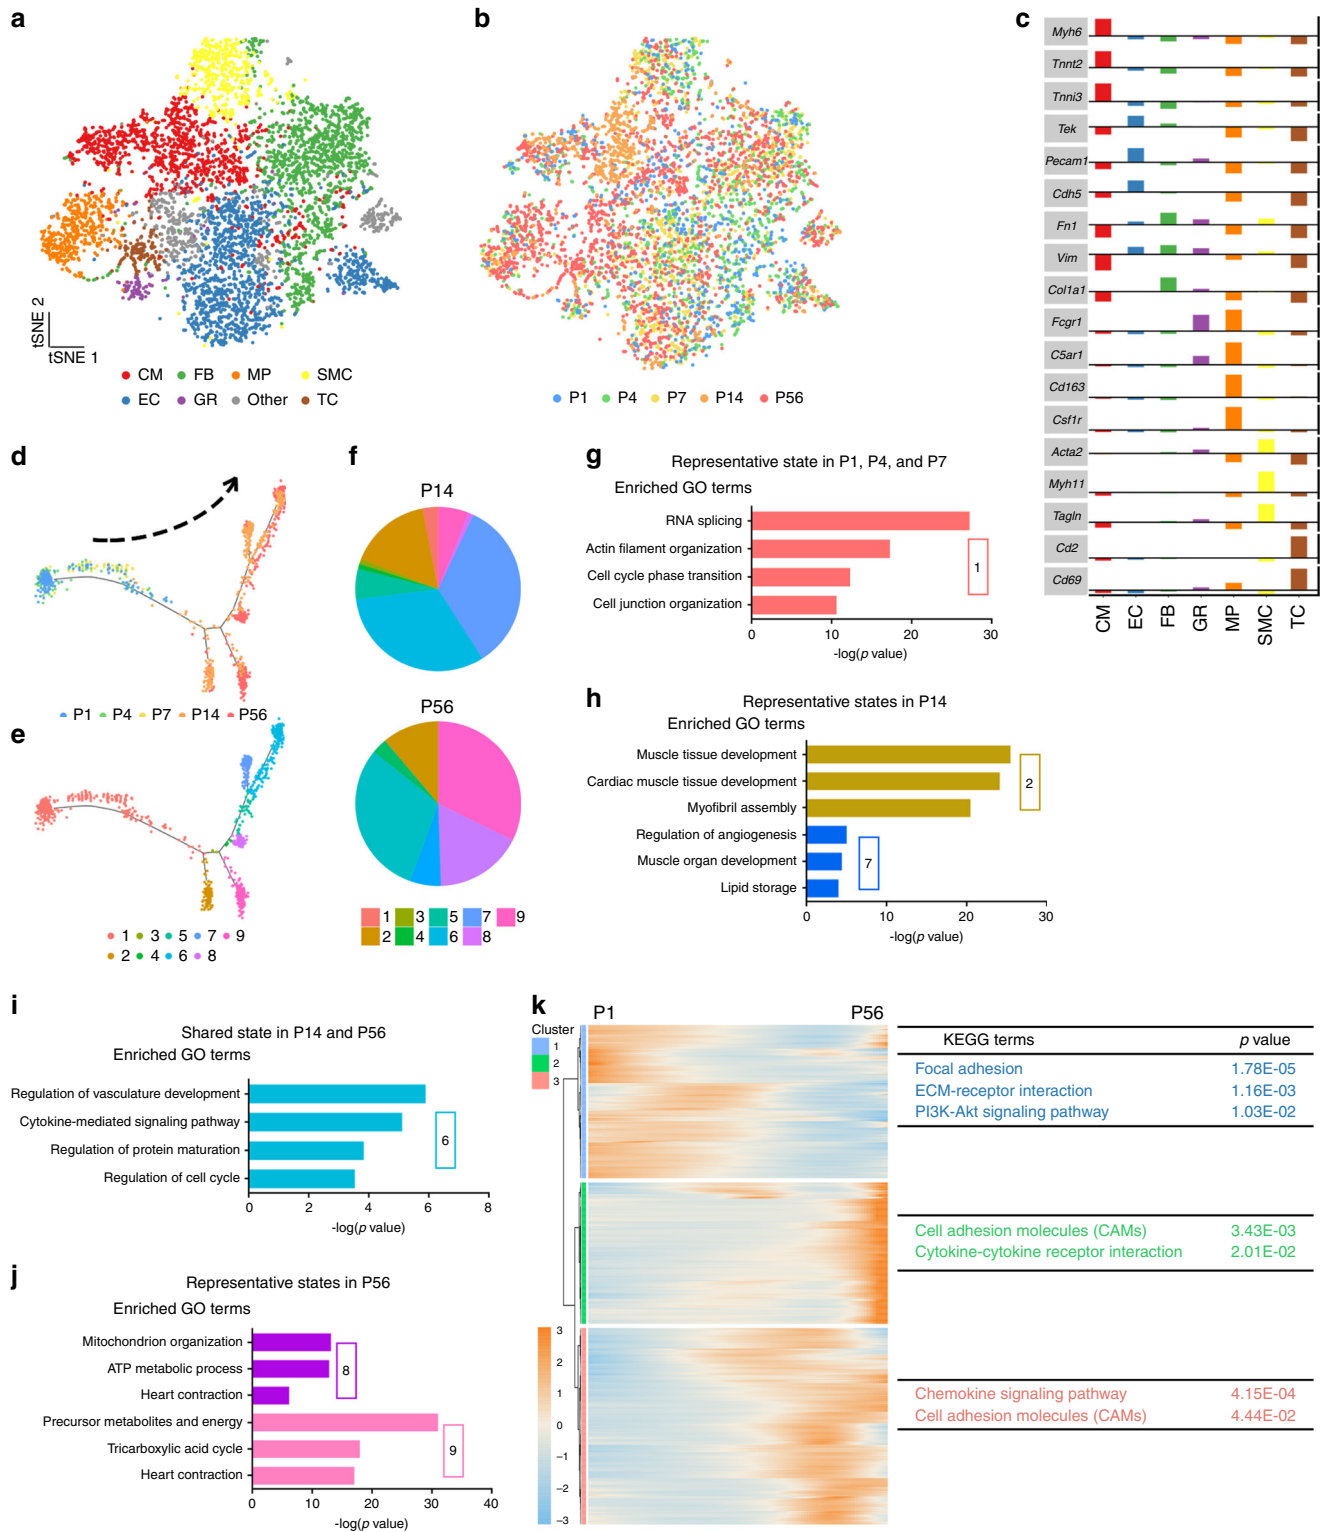 a
tSNE 2
tSNE 1
CM FB MP SMC
EC GR Other TC
b
P1 P4 P7 P14 P56
c
Myh6
Tnnt2
Tnni3
Tek
Pecam1
Cdh5
Fn1
Vim
Col1a1
Fcgr1
C5ar1
Cd163
Csf1r
Acta2
Myh11
Tagln
Cd2
Cd69
CM EC FB GR MP SMC TC
d
P1 P4 P7 P14 P56
e
1 3 5 7 9
2 4 6 8
f
P14
P56
1 3 5 7 9
2 4 6 8
g
Representative state in P1, P4, and P7
Enriched GO terms
RNA splicing
Actin filament organization
Cell cycle phase transition
Cell junction organization
1
0 10 20 30
-log(p value)
h
Representative states in P14
Enriched GO terms
Muscle tissue development
Cardiac muscle tissue development
Myofibril assembly
Regulation of angiogenesis
Muscle organ development
Lipid storage
2
7
0 10 20 30
-log(p value)
i
Shared state in P14 and P56
Enriched GO terms
Regulation of vasculature development
Cytokine-mediated signaling pathway
Regulation of protein maturation
Regulation of cell cycle
6
0 2 4 6 8
-log(p value)
j
Representative states in P56
Enriched GO terms
Mitochondrion organization
ATP metabolic process
Heart contraction
Precursor metabolites and energy
Tricarboxylic acid cycle
Heart contraction
8
9
0 10 20 30 40
-log(p value)
k
P1 P56
Cluster
1
2
3
3
2
1
0
−1
−2
−3
KEGG terms p value
Focal adhesion 1.78E-05
ECM-receptor interaction 1.16E-03
PI3K-Akt signaling pathway 1.03E-02
Cell adhesion molecules (CAMs) 3.43E-03
Cytokine-cytokine receptor interaction 2.01E-02
Chemokine signaling pathway 4.15E-04
Cell adhesion molecules (CAMs) 4.44E-02